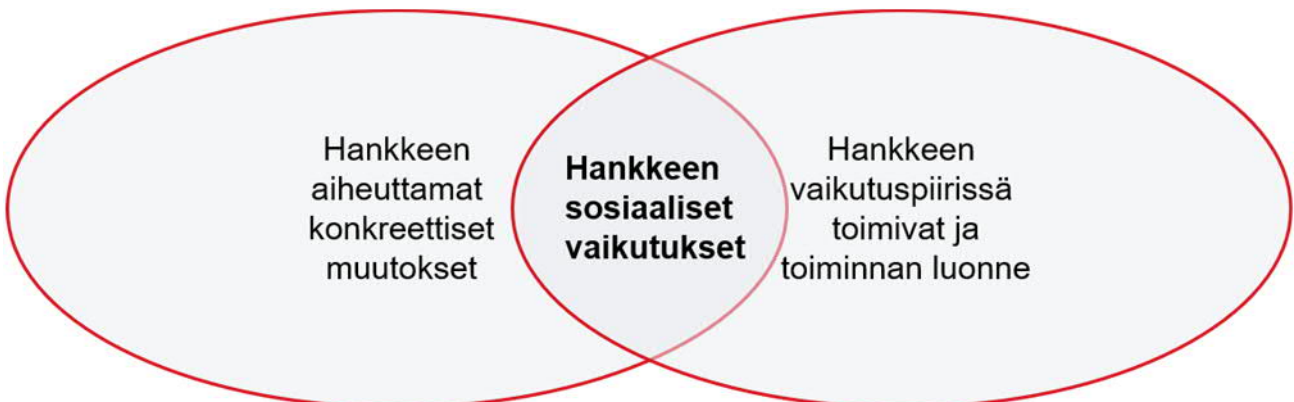 Hankkeen
aiheuttamat
konkreettiset
muutokset
Hankkeen
sosiaaliset
vaikutukset
Hankkeen
vaikutuspiirissä
toimivat ja
toiminnan luonne